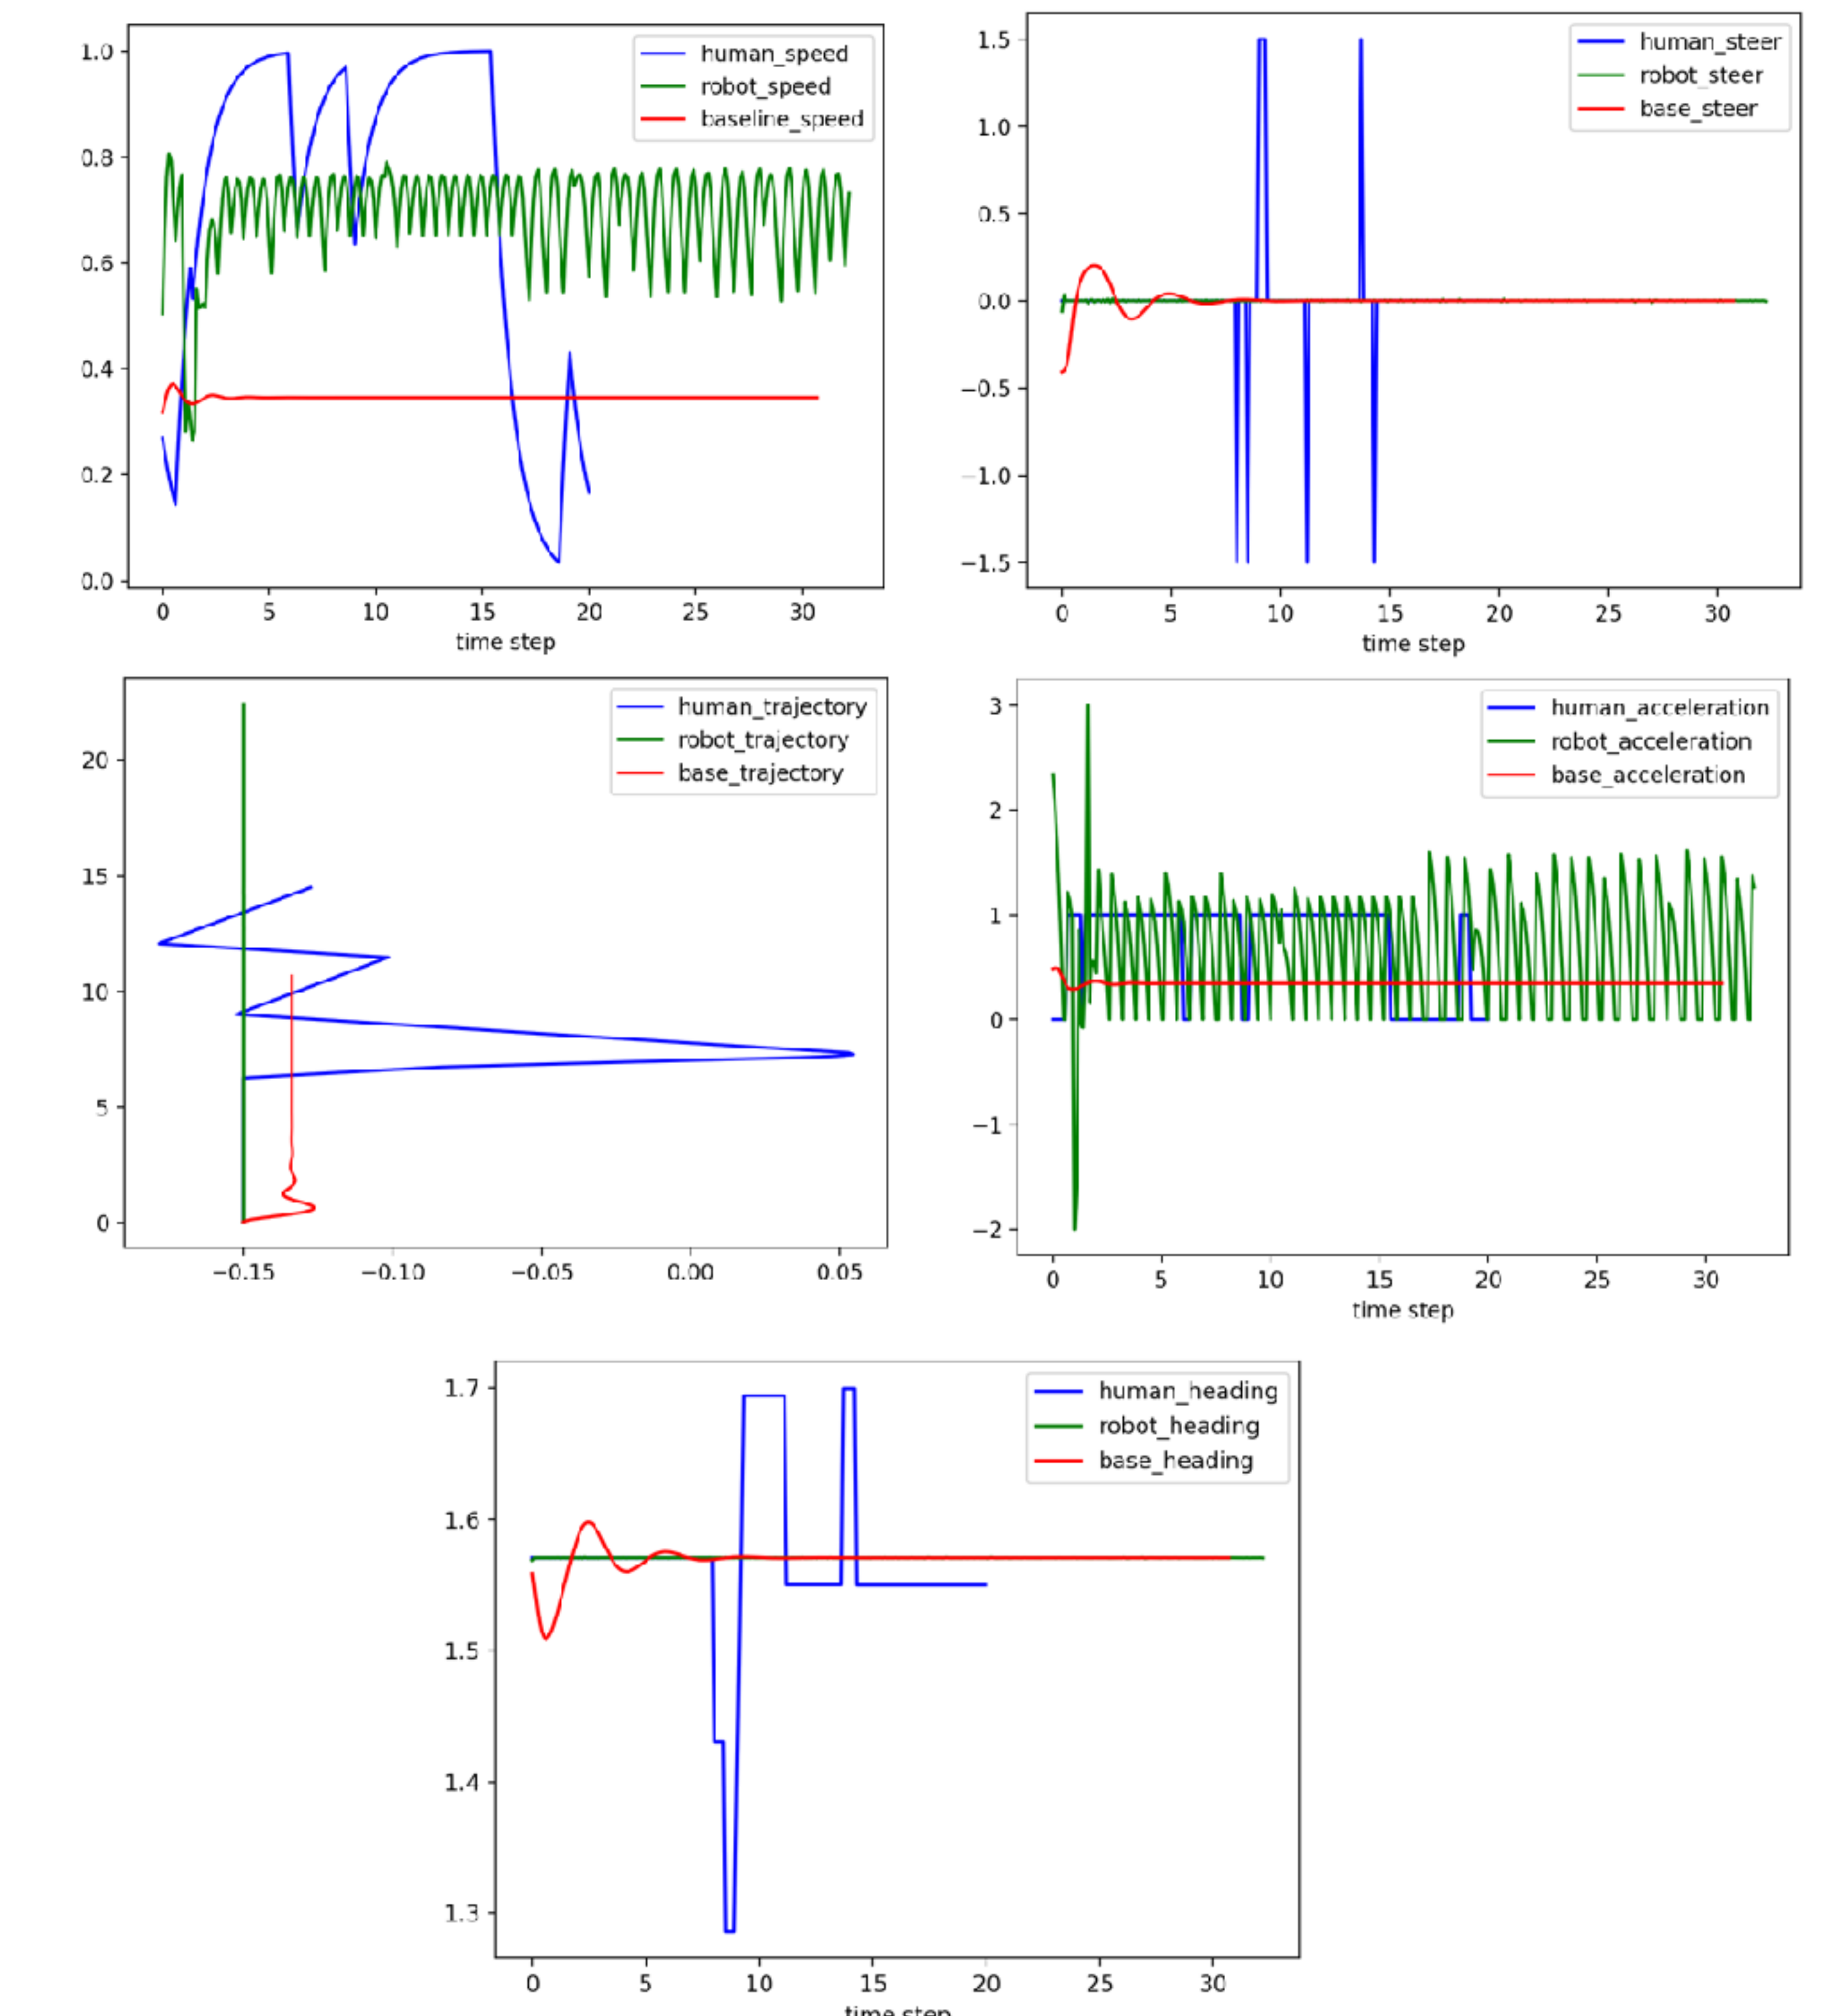 1.0
0.8
0.6
0.4
0.2
0.0
human_speed
robot_speed
baseline_speed
0 5 10 15 20 25 30
time step
1.5
1.0
0.5
0.0
−0.5
−1.0
−1.5
human_steer
robot_steer
base_steer
0 5 10 15 20 25 30
time step
20
15
10
5
0
human_trajectory
robot_trajectory
base_trajectory
−0.15 −0.10 −0.05 0.00 0.05
3
2
1
0
−1
−2
human_acceleration
robot_acceleration
base_acceleration
0 5 10 15 20 25 30
time step
1.7
1.6
1.5
1.4
1.3
human_heading
robot_heading
base_heading
0 5 10 15 20 25 30
time step